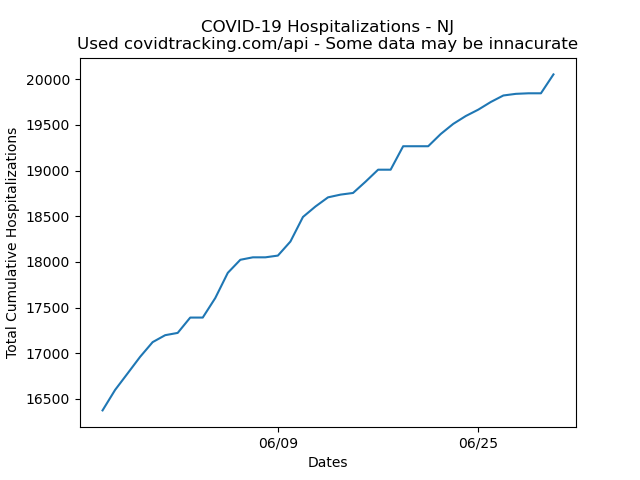 COVID-19 Hospitalizations - NJ
Used covidtracking.com/api - Some data may be innacurate
20000
19500
19000
18500
18000
17500
17000
16500
Total Cumulative Hospitalizations
06/09
06/25
Dates